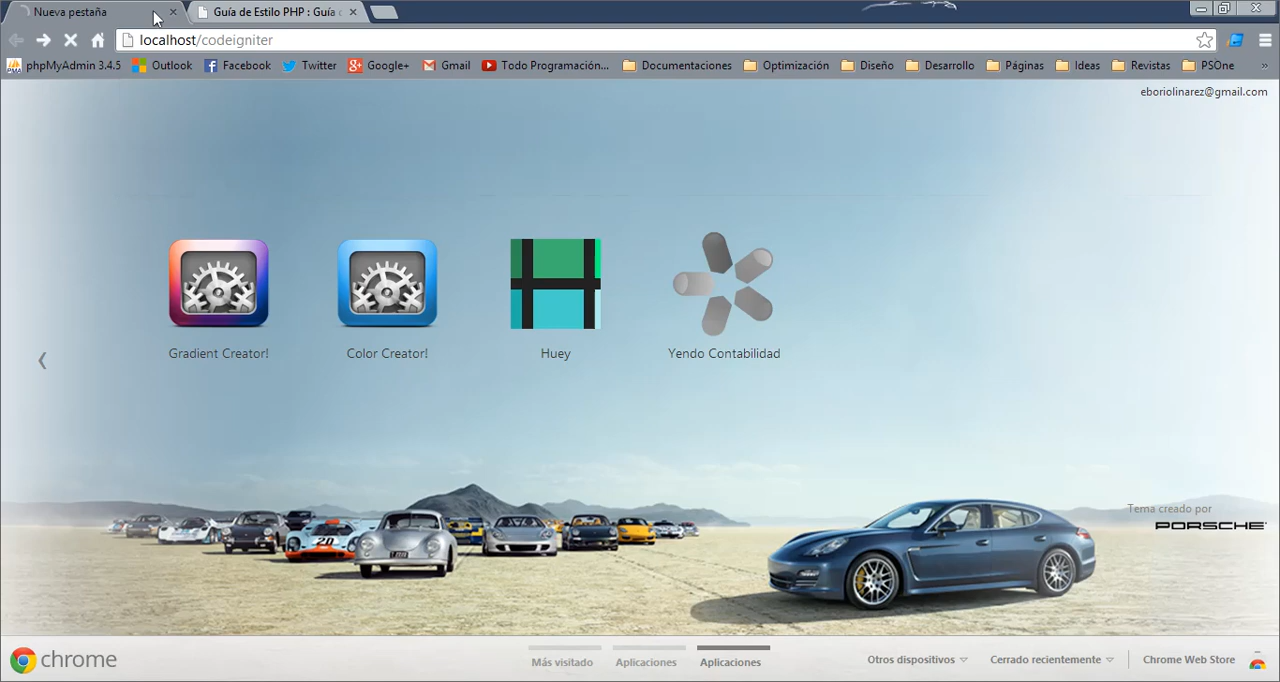 Nueva pestaña
Guía de Estilo PHP : Guía
localhost/codeigniter
phpMyAdmin 3.4.5 Outlook Facebook Twitter Google+ Gmail Todo Programación... Documentaciones Optimización Diseño Desarrollo Páginas Ideas Revistas PSOne »
eboriolinarez@gmail.com
Gradient Creator! Color Creator! Huey Yendo Contabilidad
20
Tema creado por
PORSCHE
chrome
Más visitado Aplicaciones Aplicaciones
Otros dispositivos Cerrado recientemente Chrome Web Store